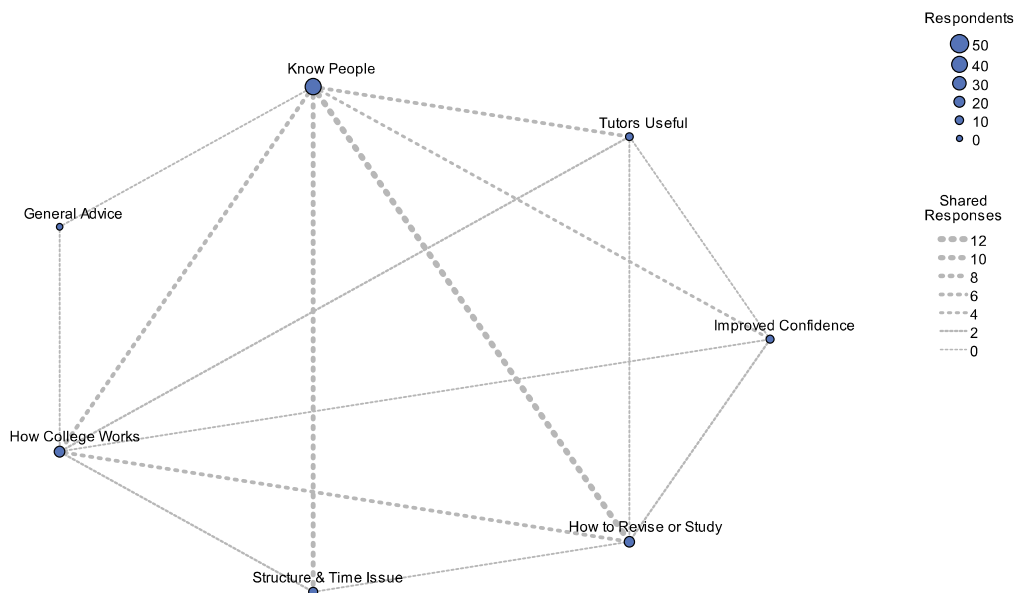 Respondents
50
40
30
20
10
0
Know People
Tutors Useful
General Advice
Shared
Responses
12
10
8
6
4
2
0
Improved Confidence
How College Works
How to Revise or Study
Structure & Time Issue